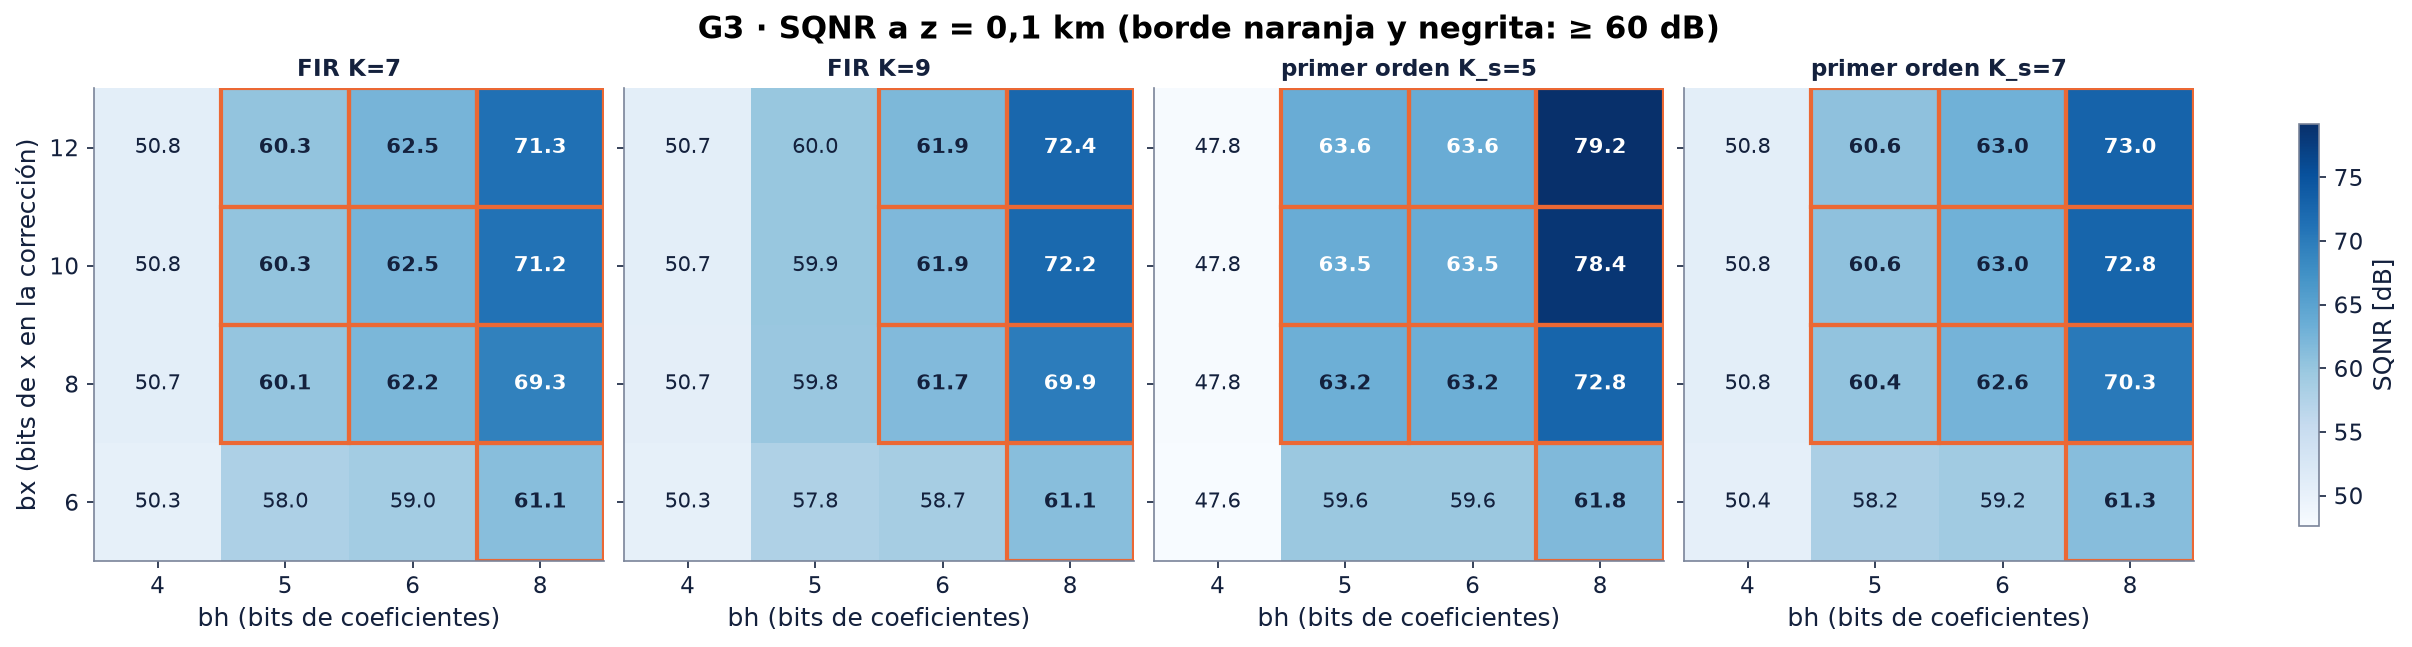 G3 · SQNR a z = 0,1 km (borde naranja y negrita: ≥ 60 dB)
FIR K=7
FIR K=9
primer orden K_s=5
primer orden K_s=7
bx (bits de x en la corrección)
12
50.8 60.3 62.5 71.3
50.7 60.0 61.9 72.4
47.8 63.6 63.6 79.2
50.8 60.6 63.0 73.0
10
50.8 60.3 62.5 71.2
50.7 59.9 61.9 72.2
47.8 63.5 63.5 78.4
50.8 60.6 63.0 72.8
8
50.7 60.1 62.2 69.3
50.7 59.8 61.7 69.9
47.8 63.2 63.2 72.8
50.8 60.4 62.6 70.3
6
50.3 58.0 59.0 61.1
50.3 57.8 58.7 61.1
47.6 59.6 59.6 61.8
50.4 58.2 59.2 61.3
4 5 6 8
4 5 6 8
4 5 6 8
4 5 6 8
bh (bits de coeficientes)
bh (bits de coeficientes)
bh (bits de coeficientes)
bh (bits de coeficientes)
75
70
65
60
55
50
SQNR [dB]